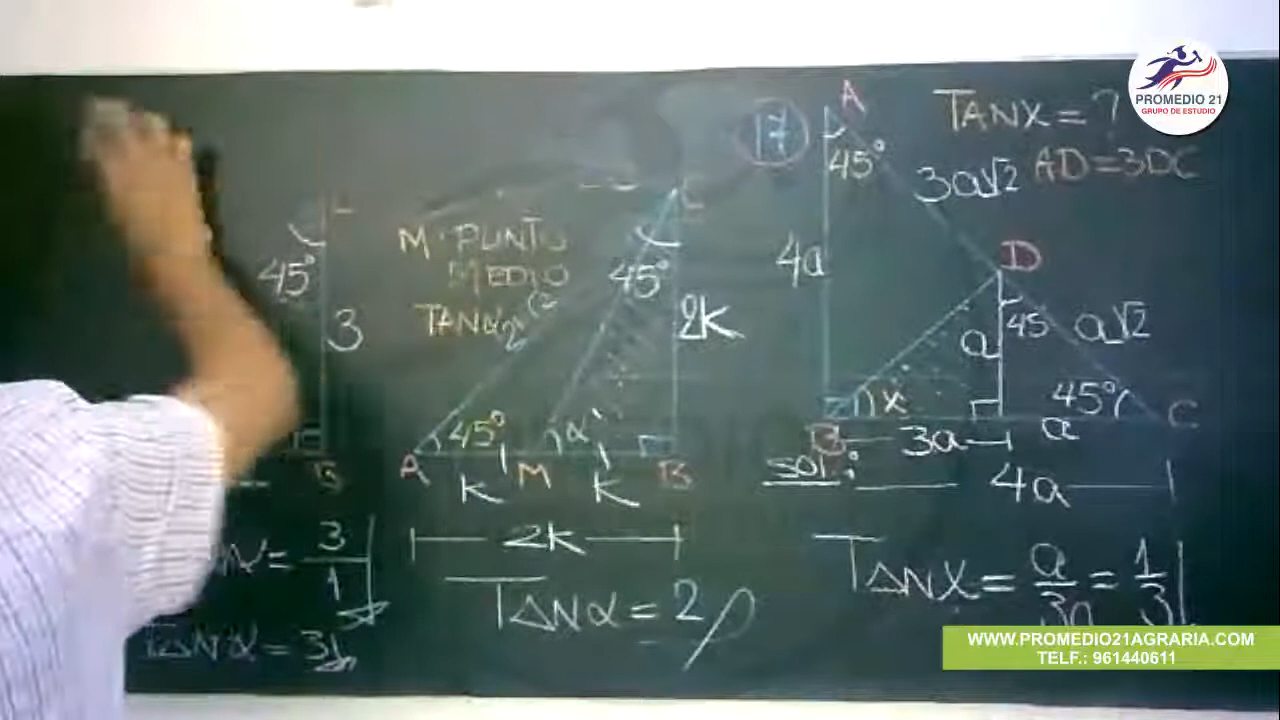 PROMEDIO 21
GRUPO DE ESTUDIO
45°
3
B
3
1
TANα = 3
M: PUNTO
MEDIO
TANα
45°
2K
45°
α
A
M
B
K
K
2K
TANα = 2
17
A
TANX = ?
45°
3a√2
AD = 3DC
4a
D
45
a√2
a
X
45°
C
B
3a
a
SOL:
4a
TANX = a/3a = 1/3
WWW.PROMEDIO21AGRARIA.COM
TELF.: 961440611